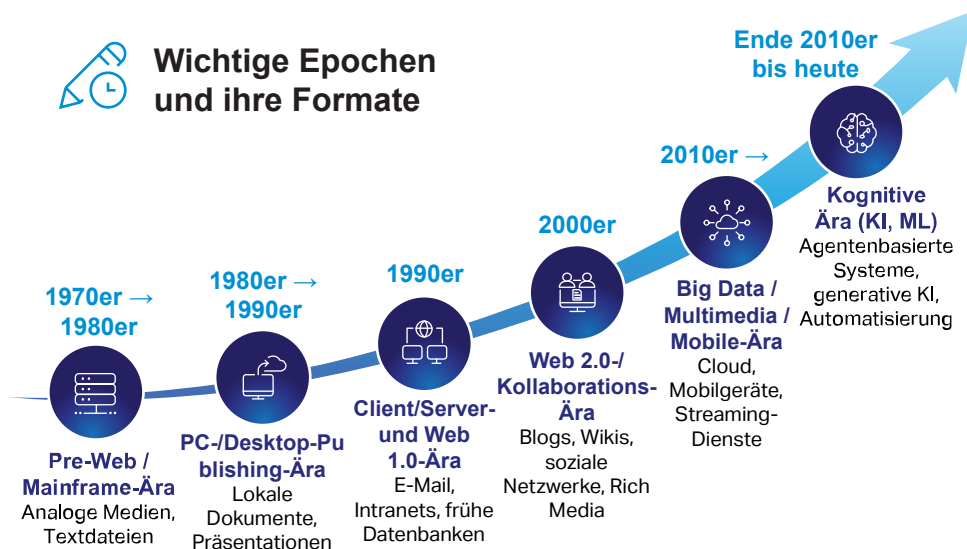 Wichtige Epochen
und ihre Formate
1970er →
1980er
Pre-Web /
Mainframe-Ära
Analoge Medien,
Textdateien
1980er →
1990er
PC-/Desktop-Pu
blishing-Ära
Lokale
Dokumente,
Präsentationen
1990er
Client/Server-
und Web
1.0-Ära
E-Mail,
Intranets, frühe
Datenbanken
2000er
Web 2.0-/
Kollaborations-
Ära
Blogs, Wikis,
soziale
Netzwerke, Rich
Media
2010er →
Big Data /
Multimedia /
Mobile-Ära
Cloud,
Mobilgeräte,
Streaming-
Dienste
Ende 2010er
bis heute
Kognitive
Ära (KI, ML)
Agentenbasierte
Systeme,
generative KI,
Automatisierung